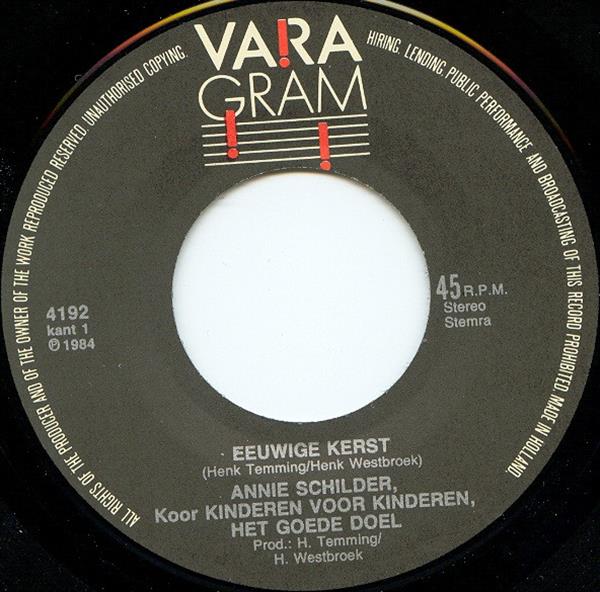 VARA
GRAM
ALL RIGHTS OF THE PRODUCER AND OF THE OWNER OF THE WORK REPRODUCED RESERVED. UNAUTHORISED COPYING, HIRING, LENDING, PUBLIC PERFORMANCE AND BROADCASTING OF THIS RECORD PROHIBITED. MADE IN HOLLAND.
4192
kant 1
℗ 1984
45 R.P.M.
Stereo
Stemra
EEUWIGE KERST
(Henk Temming/Henk Westbroek)
ANNIE SCHILDER,
Koor KINDEREN VOOR KINDEREN,
HET GOEDE DOEL
Prod.: H. Temming/
H. Westbroek